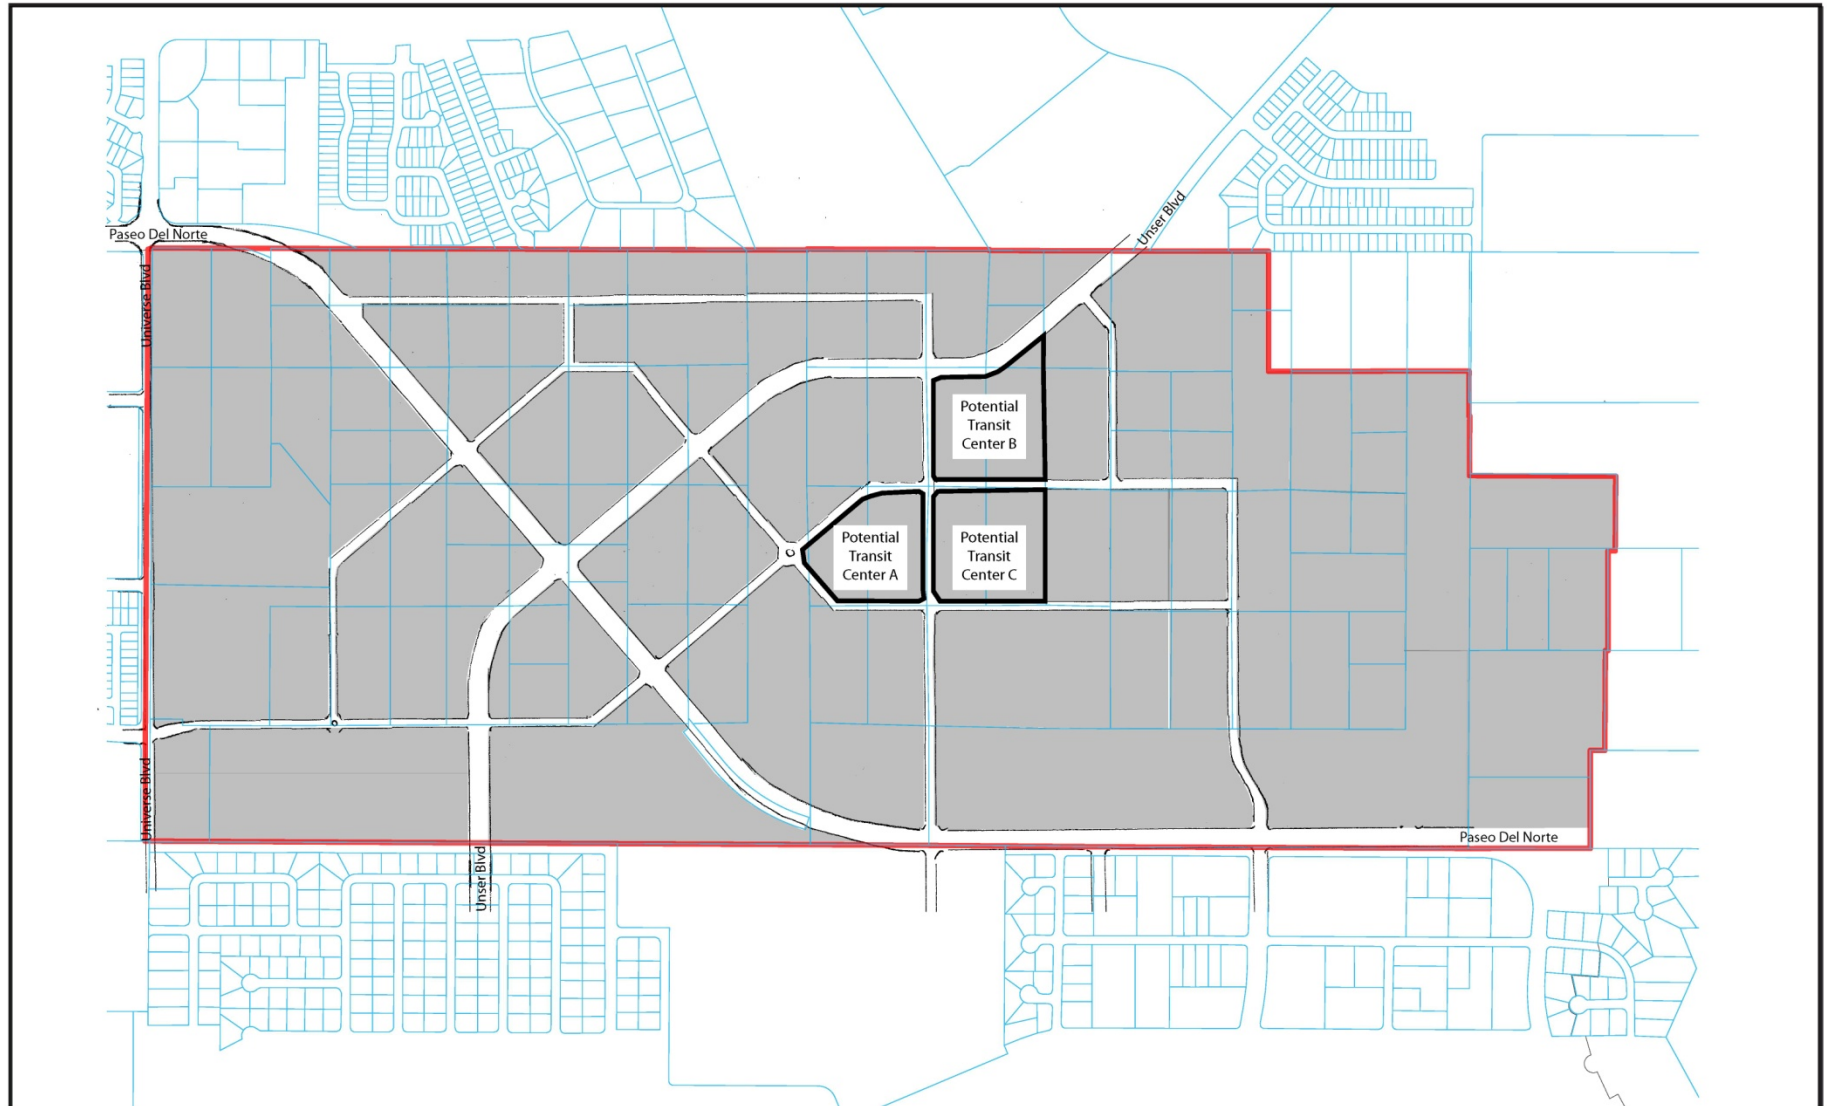 Unser Blvd
Paseo Del Norte
Universe Blvd
Potential
Transit
Center B
Potential
Transit
Center A
Potential
Transit
Center C
Universe Blvd
Paseo Del Norte
Unser Blvd